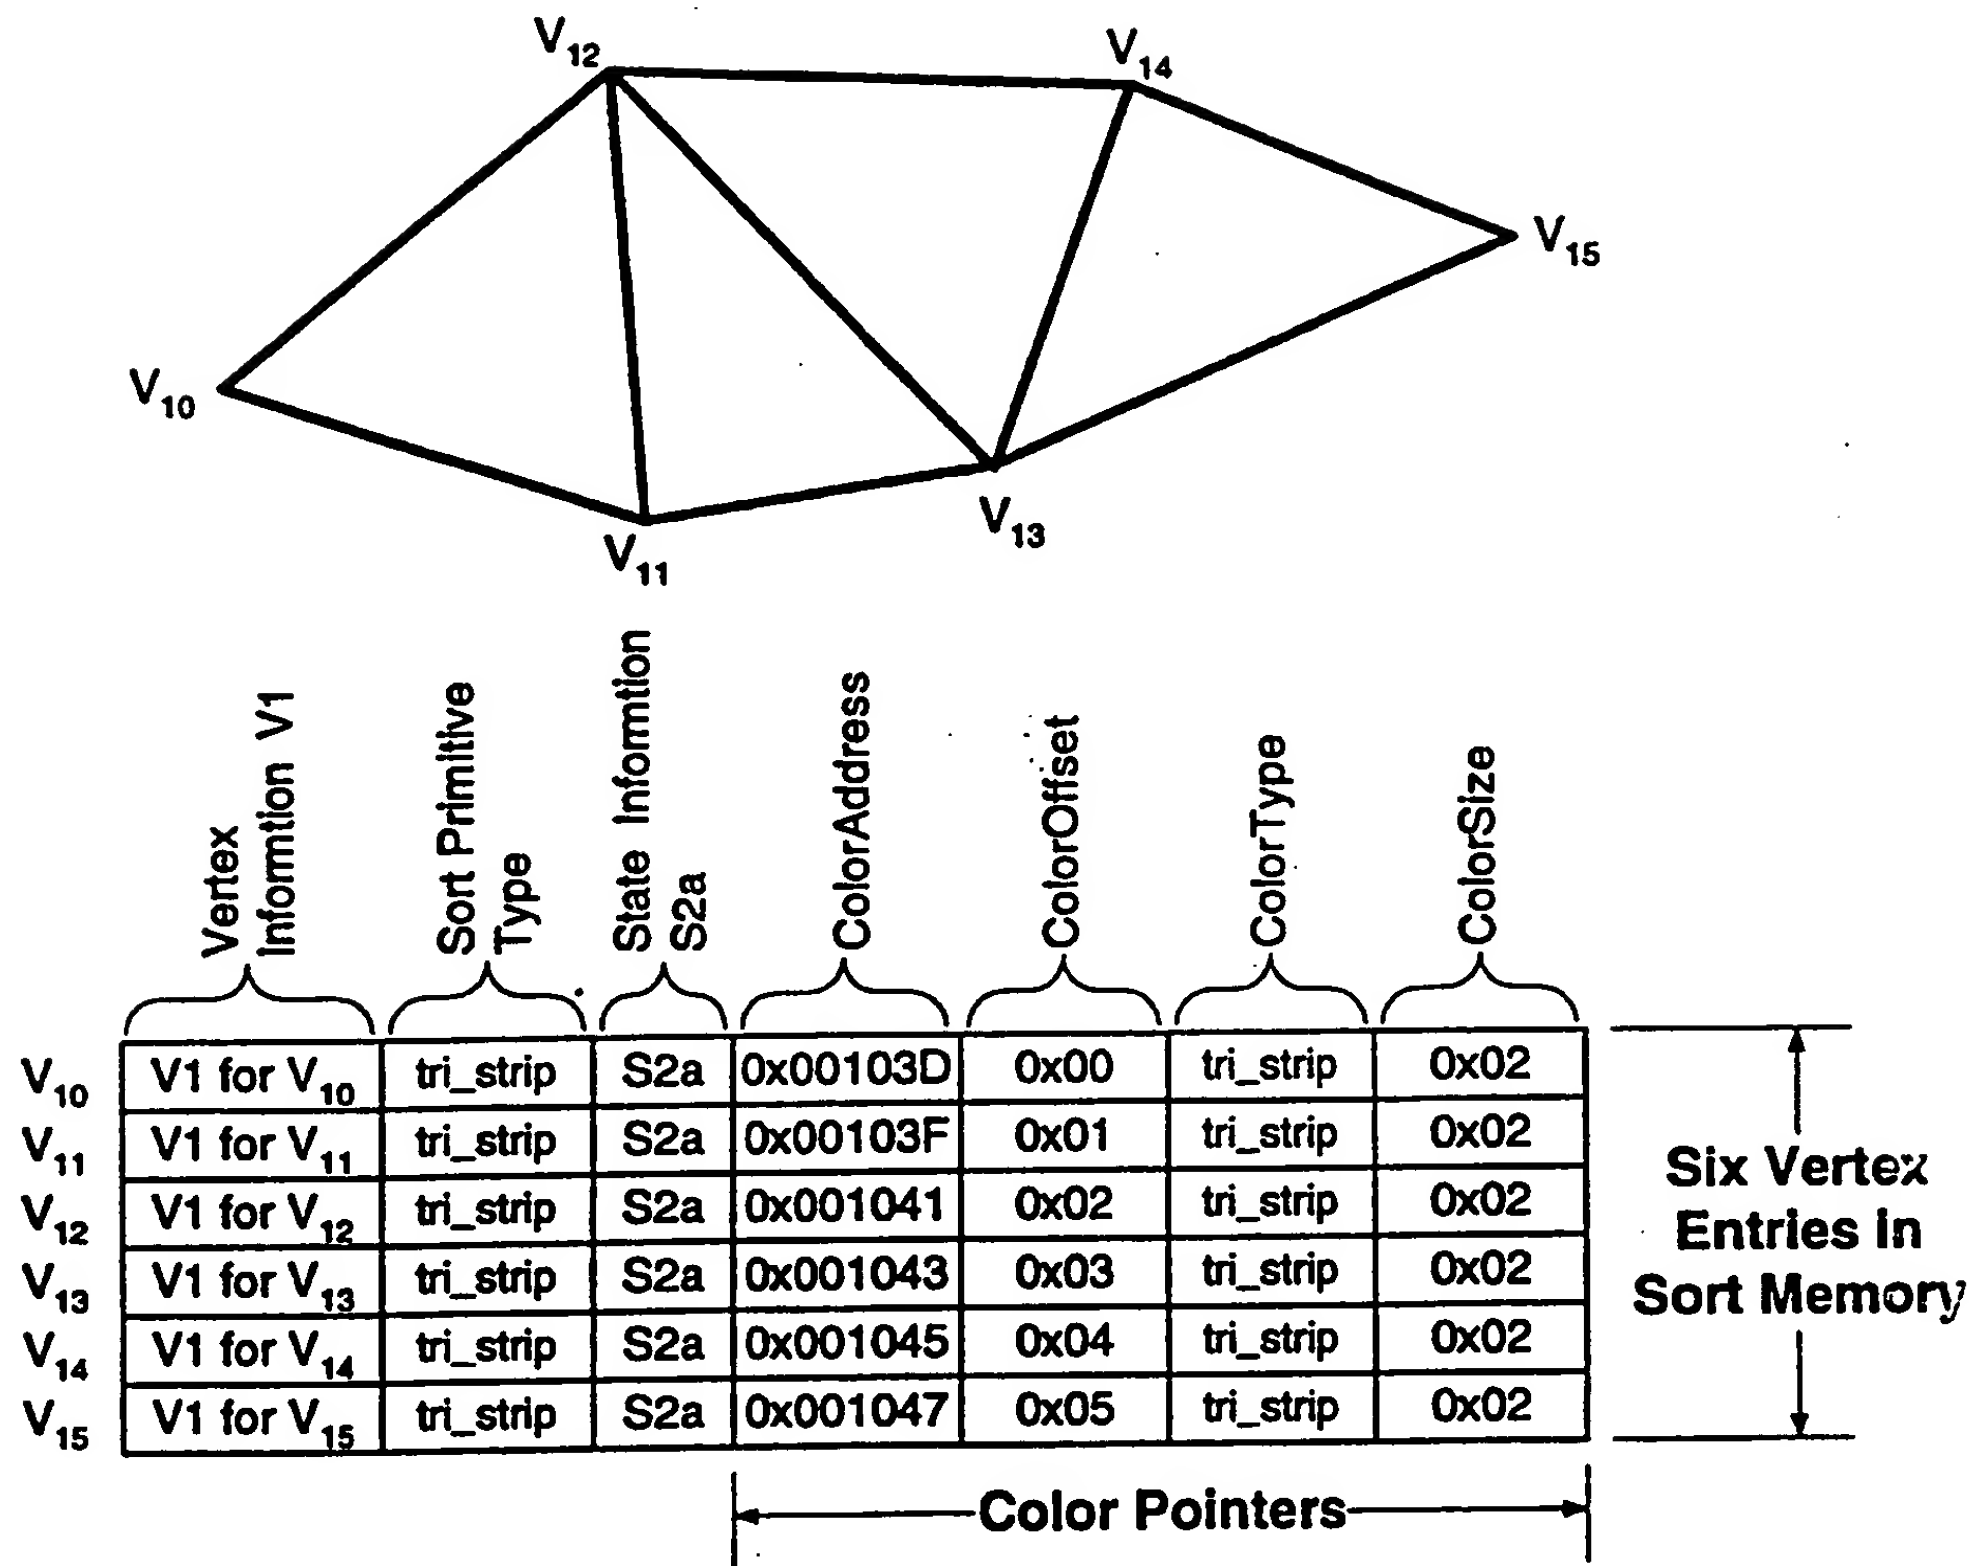 V12
V14
V15
V10
V13
V11
Vertex
Informtion V1
Sort Primitive
Type
State Informtion
S2a
ColorAddress
ColorOffset
ColorType
ColorSize
V10 V1 for V10 tri_strip S2a 0x00103D 0x00 tri_strip 0x02
V11 V1 for V11 tri_strip S2a 0x00103F 0x01 tri_strip 0x02
V12 V1 for V12 tri_strip S2a 0x001041 0x02 tri_strip 0x02
V13 V1 for V13 tri_strip S2a 0x001043 0x03 tri_strip 0x02
V14 V1 for V14 tri_strip S2a 0x001045 0x04 tri_strip 0x02
V15 V1 for V15 tri_strip S2a 0x001047 0x05 tri_strip 0x02
Six Vertex
Entries in
Sort Memory
Color Pointers